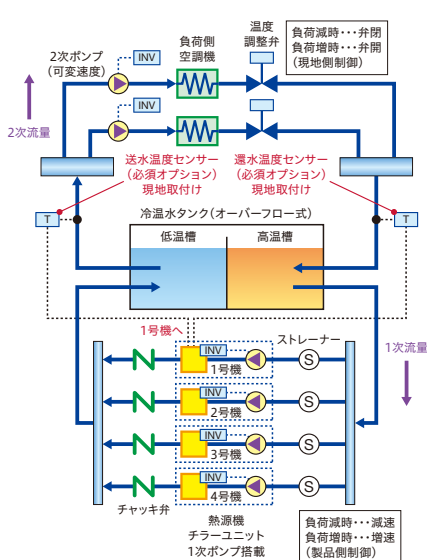 2次ポンプ
(可変速度)
INV
負荷側
空調機
温度
調整弁
負荷減時・・・弁閉
負荷増時・・・弁開
(現地側制御)
INV
2次流量
送水温度センサー
(必須オプション)
現地取付け
還水温度センサー
(必須オプション)
現地取付け
T
T
冷温水タンク(オーバーフロー式)
低温槽
高温槽
1号機へ
ストレーナー
1次流量
INV
1号機
S
INV
2号機
S
INV
3号機
S
INV
4号機
S
チャッキ弁
熱源機
チラーユニット
1次ポンプ搭載
負荷減時・・・減速
負荷増時・・・増速
(製品側制御)